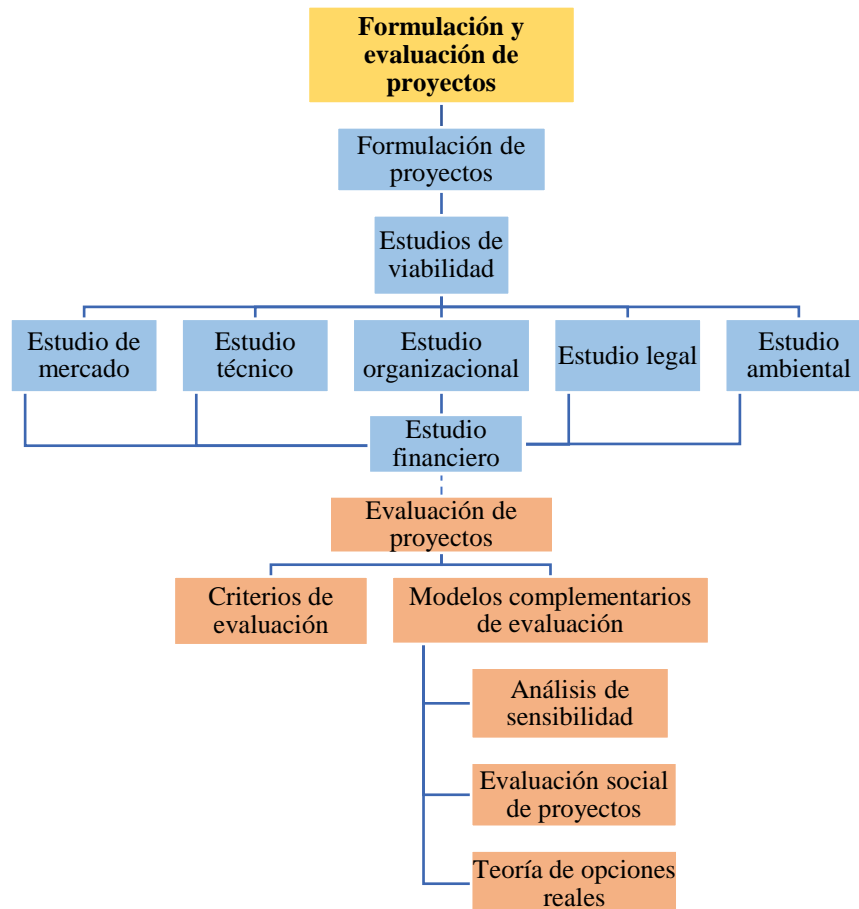 Formulación y
evaluación de
proyectos
Formulación de
proyectos
Estudios de
viabilidad
Estudio de
mercado
Estudio
técnico
Estudio
organizacional
Estudio legal
Estudio
ambiental
Estudio
financiero
Evaluación de
proyectos
Criterios de
evaluación
Modelos complementarios
de evaluación
Análisis de
sensibilidad
Evaluación social
de proyectos
Teoría de opciones
reales